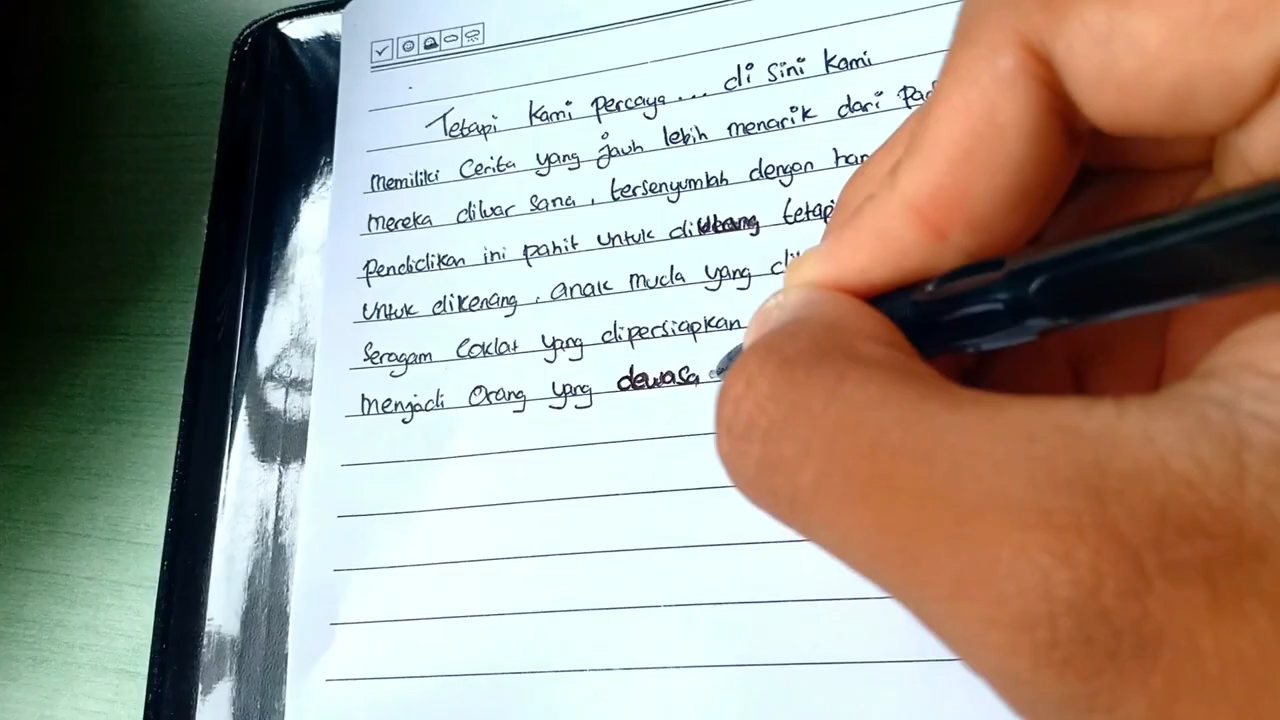 Tetapi kami percaya... di sini kami
memiliki cerita yang jauh lebih menarik dari
mereka diluar sana, tersenyumlah dengan
Pendidikan ini pahit untuk tetapi
untuk dikenang, anak muda yang
Seragam Coklat yang dipersiapkan
menjadi Orang yang dewasa